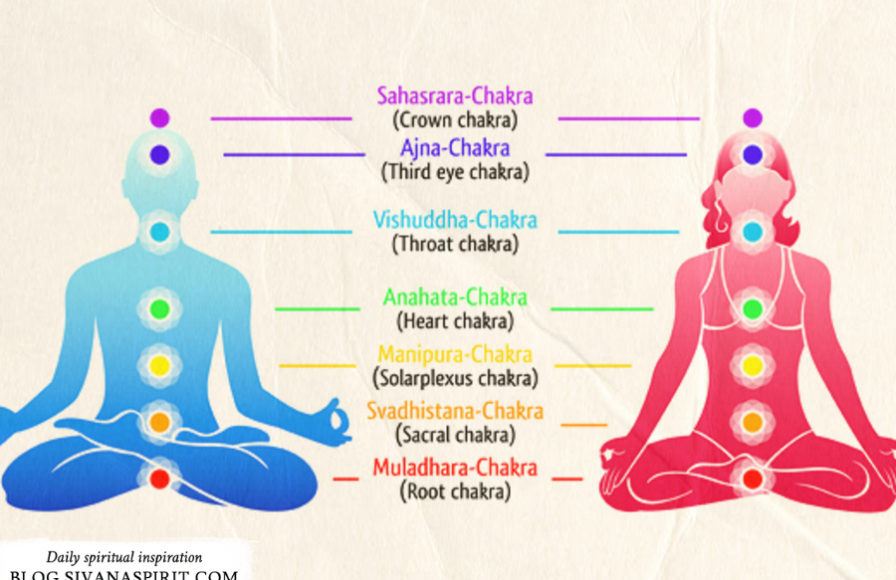 Sahasrara-Chakra
(Crown chakra)
Ajna-Chakra
(Third eye chakra)
Vishuddha-Chakra
(Throat chakra)
Anahata-Chakra
(Heart chakra)
Manipura-Chakra
(Solarplexus chakra)
Svadhistana-Chakra
(Sacral chakra)
Muladhara-Chakra
(Root chakra)
Daily spiritual inspiration
BLOG.SIVANASPIRIT.COM